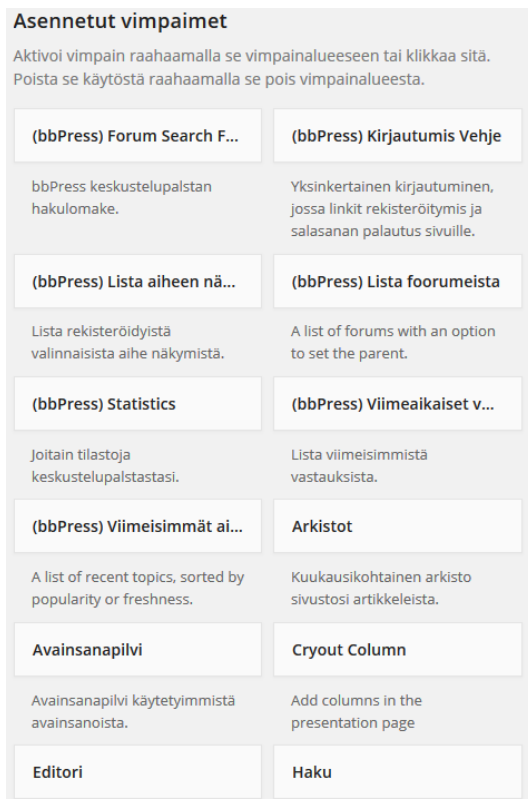 Asennetut vimpaimet
Aktivoi vimpain raahaamalla se vimpainalueeseen tai klikkaa sitä.
Poista se käytöstä raahaamalla se pois vimpainalueesta.
(bbPress) Forum Search F...
bbPress keskustelupalstan
hakulomake.
(bbPress) Kirjautumis Vehje
Yksinkertainen kirjautuminen,
jossa linkit rekisteröitymis ja
salasanan palautus sivuille.
(bbPress) Lista aiheen nä...
Lista rekisteröidyistä
valinnaisista aihe näkymistä.
(bbPress) Lista foorumeista
A list of forums with an option
to set the parent.
(bbPress) Statistics
Joitain tilastoja
keskustelupalstastasi.
(bbPress) Viimeaikaiset v...
Lista viimeisimmistä
vastauksista.
(bbPress) Viimeisimmät ai...
A list of recent topics, sorted by
popularity or freshness.
Arkistot
Kuukausikohtainen arkisto
sivustosi artikkeleista.
Avainsanapilvi
Avainsanapilvi käytetyimmistä
avainsanoista.
Cryout Column
Add columns in the
presentation page
Editori
Haku